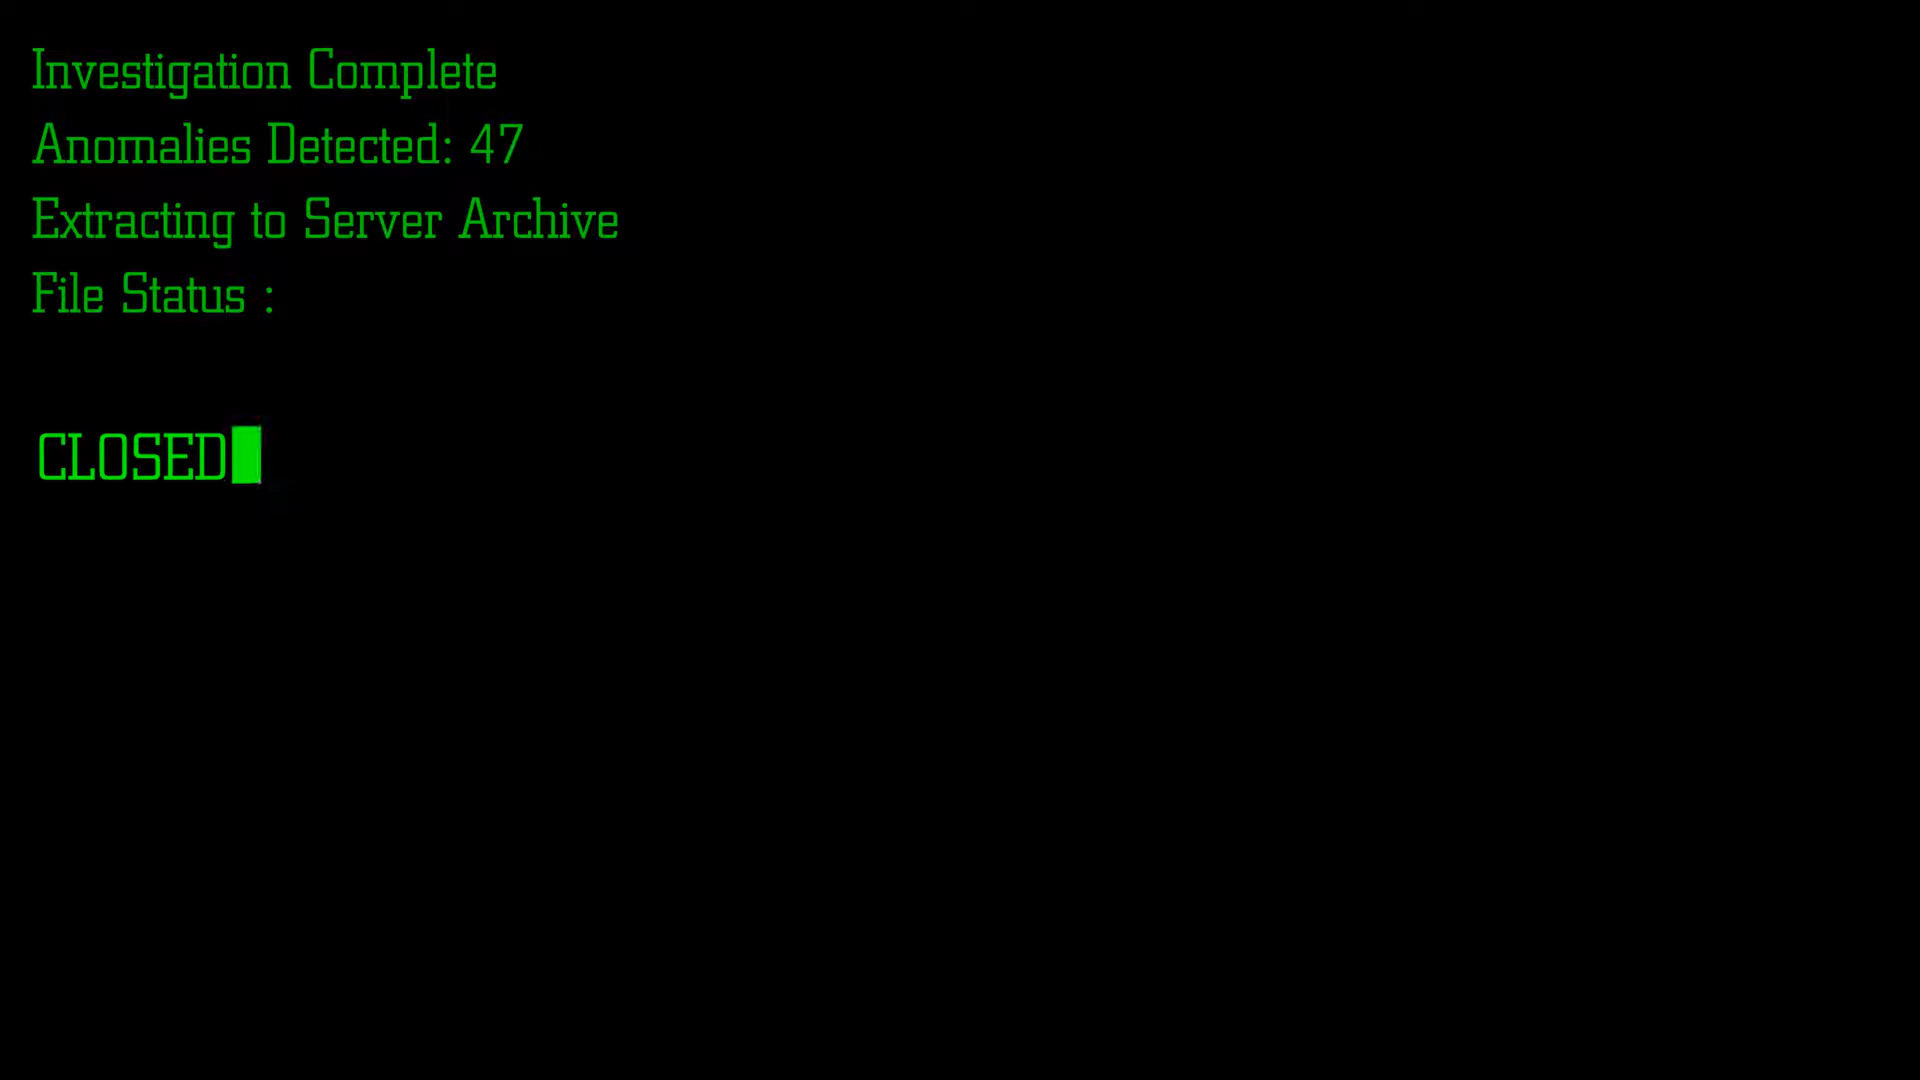 Investigation Complete
Anomalies Detected: 47
Extracting to Server Archive
File Status :
CLOSED